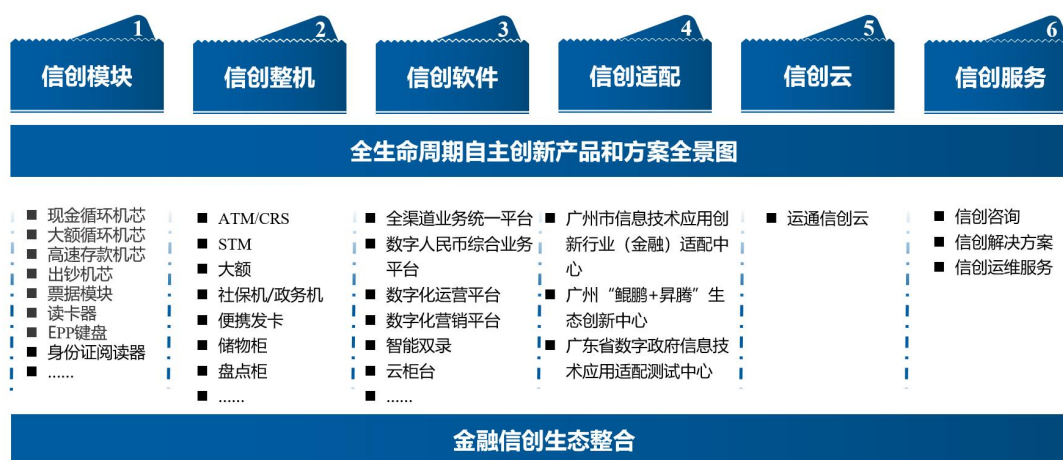 1
信创模块
2
信创整机
3
信创软件
4
信创适配
5
信创云
6
信创服务
全生命周期自主创新产品和方案全景图
■ 现金循环机芯
■ 大额循环机芯
■ 高速存款机芯
■ 出钞机芯
■ 票据模块
■ 读卡器
■ EPP键盘
■ 身份证阅读器
■ ......
■ ATM/CRS
■ STM
■ 大额
■ 社保机/政务机
■ 便携发卡
■ 储物柜
■ 盘点柜
■ ......
■ 全渠道业务统一平台
■ 数字人民币综合业务
平台
■ 数字化运营平台
■ 数字化营销平台
■ 智能双录
■ 云柜台
■ ......
■ 广州市信息技术应用创
新行业（金融）适配中
心
■ 广州“鲲鹏+昇腾”生
态创新中心
■ 广东省数字政府信息技
术应用适配测试中心
■ 运通信创云
■ 信创咨询
■ 信创解决方案
■ 信创运维服务
金融信创生态整合